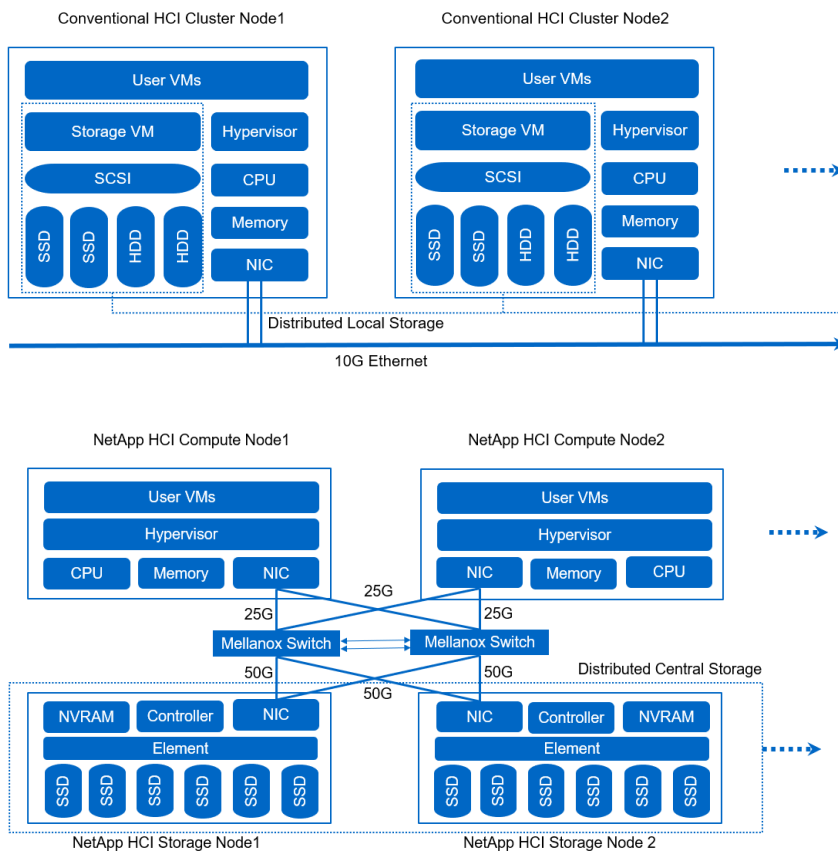 Conventional HCI Cluster Node1
Conventional HCI Cluster Node2
User VMs
User VMs
Storage VM
Hypervisor
Storage VM
Hypervisor
SCSI
CPU
SCSI
CPU
SSD
SSD
HDD
HDD
Memory
SSD
SSD
HDD
HDD
Memory
NIC
NIC
Distributed Local Storage
10G Ethernet
NetApp HCI Compute Node1
NetApp HCI Compute Node2
User VMs
User VMs
Hypervisor
Hypervisor
CPU
Memory
NIC
NIC
Memory
CPU
25G
25G
25G
Mellanox Switch
Mellanox Switch
50G
50G
50G
Distributed Central Storage
NVRAM
Controller
NIC
NIC
Controller
NVRAM
Element
Element
SSD
SSD
SSD
SSD
SSD
SSD
SSD
SSD
SSD
SSD
SSD
SSD
NetApp HCI Storage Node1
NetApp HCI Storage Node 2